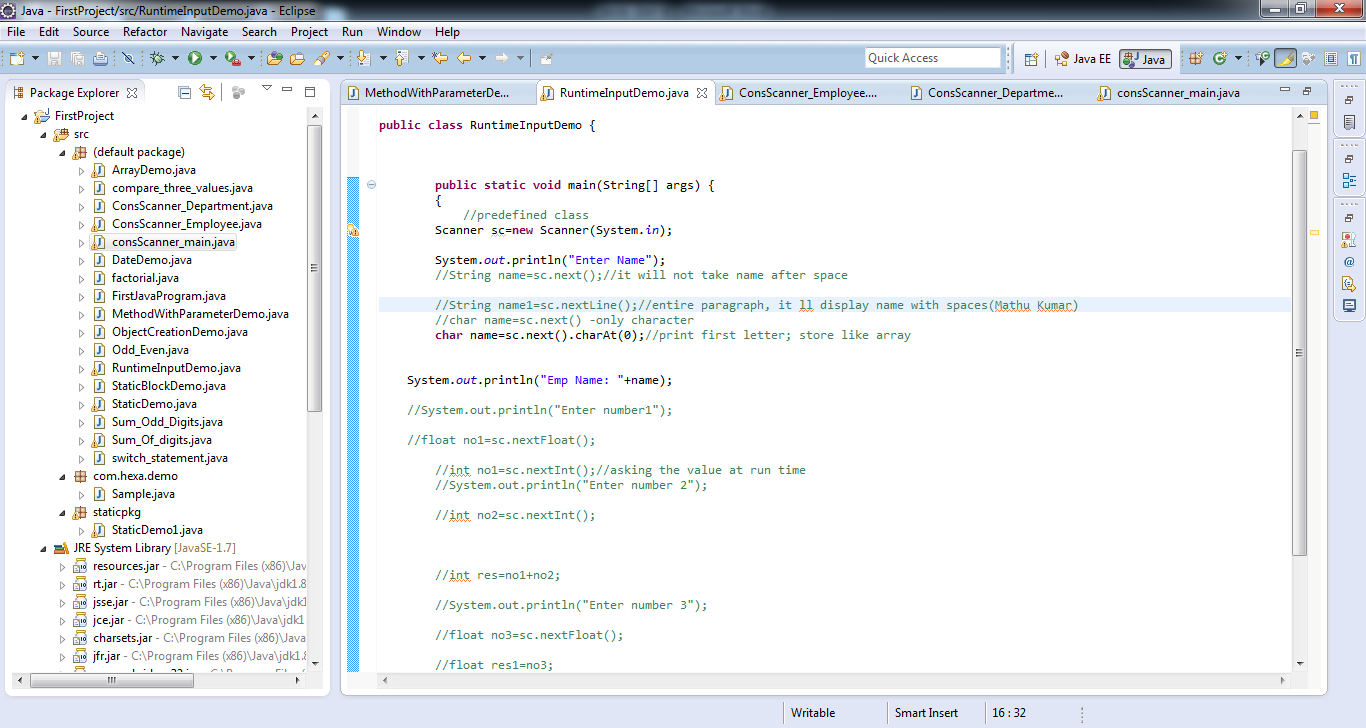 Java - FirstProject/src/RuntimeInputDemo.java - Eclipse
File Edit Source Refactor Navigate Search Project Run Window Help
Quick Access
Java EE
Java
Package Explorer
FirstProject
src
(default package)
ArrayDemo.java
compare_three_values.java
ConsScanner_Department.java
ConsScanner_Employee.java
consScanner_main.java
DateDemo.java
factorial.java
FirstJavaProgram.java
MethodWithParameterDemo.java
ObjectCreationDemo.java
Odd_Even.java
RuntimeInputDemo.java
StaticBlockDemo.java
StaticDemo.java
Sum_Odd_Digits.java
Sum_Of_digits.java
switch_statement.java
com.hexa.demo
Sample.java
staticpkg
StaticDemo1.java
JRE System Library [JavaSE-1.7]
resources.jar - C:\Program Files (x86)\Jav
rt.jar - C:\Program Files (x86)\Java\jdk1.8
jsse.jar - C:\Program Files (x86)\Java\jdk1
jce.jar - C:\Program Files (x86)\Java\jdk1
charsets.jar - C:\Program Files (x86)\Java
jfr.jar - C:\Program Files (x86)\Java\jdk1.8
MethodWithParameterDe...
RuntimeInputDemo.java
ConsScanner_Employee....
ConsScanner_Departme...
consScanner_main.java
public class RuntimeInputDemo {
public static void main(String[] args) {
{
//predefined class
Scanner sc=new Scanner(System.in);
System.out.println("Enter Name");
//String name=sc.next();//it will not take name after space
//String name1=sc.nextLine();//entire paragraph, it ll display name with spaces(Mathu Kumar)
//char name=sc.next() -only character
char name=sc.next().charAt(0);//print first letter; store like array
System.out.println("Emp Name: "+name);
//System.out.println("Enter number1");
//float no1=sc.nextFloat();
//int no1=sc.nextInt();//asking the value at run time
//System.out.println("Enter number 2");
//int no2=sc.nextInt();
//int res=no1+no2;
//System.out.println("Enter number 3");
//float no3=sc.nextFloat();
//float res1=no3;
Writable
Smart Insert
16 : 32